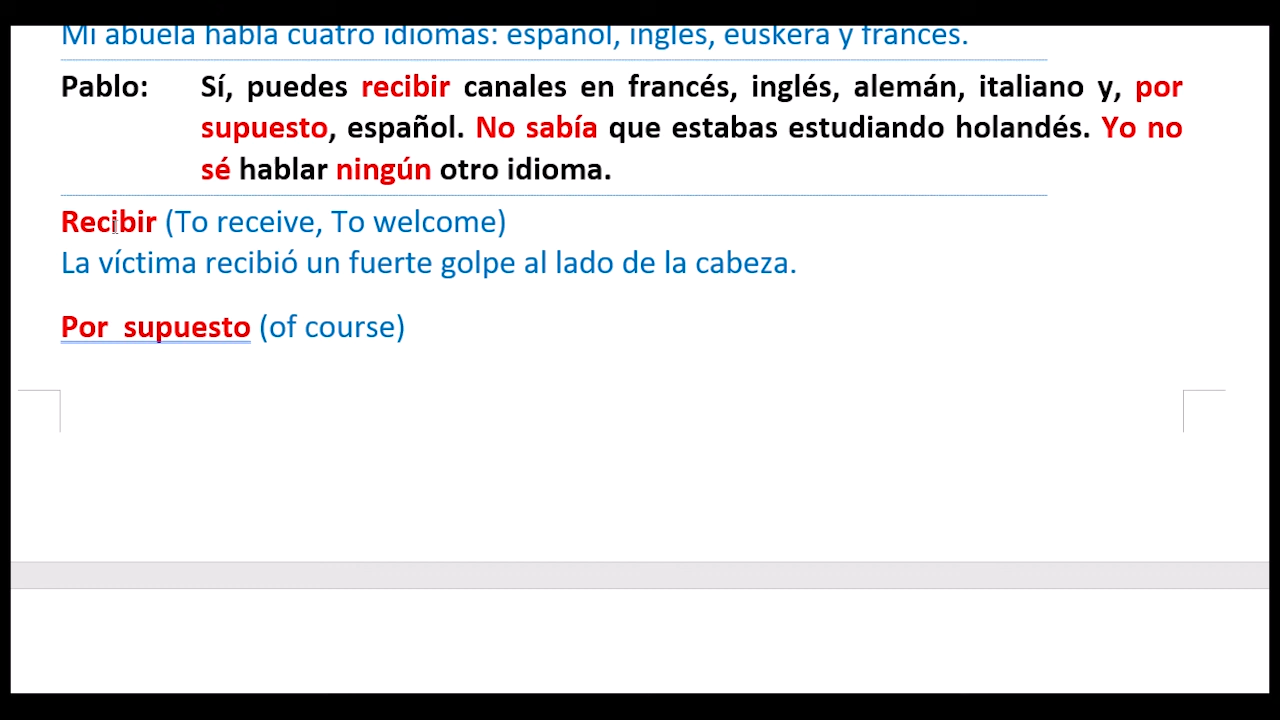 Mi abuela habla cuatro idiomas: español, inglés, euskera y francés.
Pablo: Sí, puedes recibir canales en francés, inglés, alemán, italiano y, por
supuesto, español. No sabía que estabas estudiando holandés. Yo no
sé hablar ningún otro idioma.
Recibir (To receive, To welcome)
La víctima recibió un fuerte golpe al lado de la cabeza.
Por supuesto (of course)